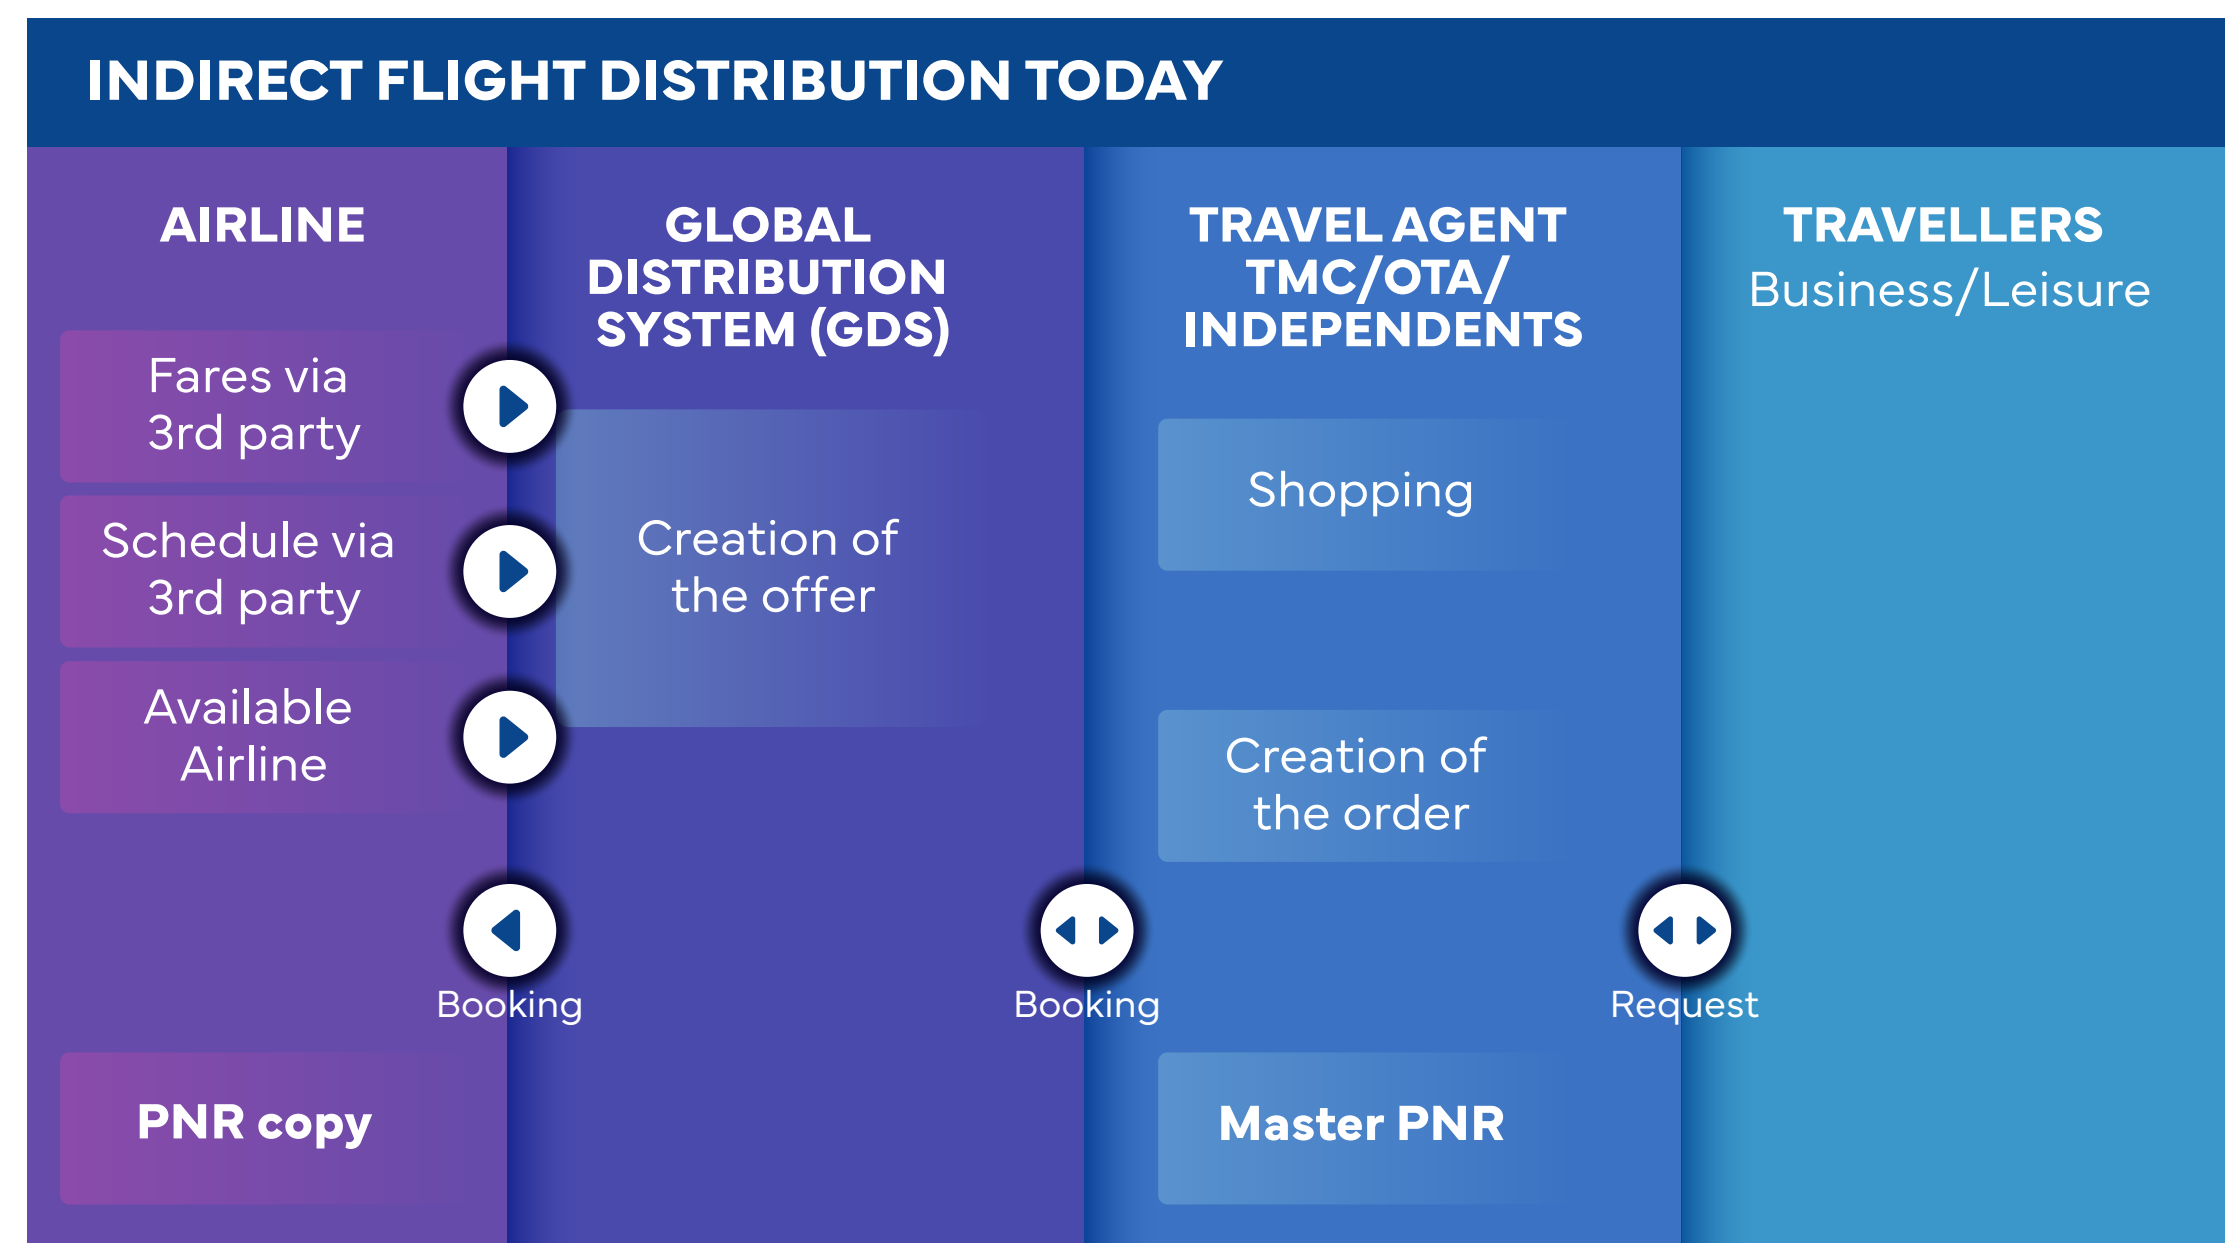 INDIRECT FLIGHT DISTRIBUTION TODAY
AIRLINE
Fares via
3rd party
Schedule via
3rd party
Available
Airline
Booking
PNR copy
GLOBAL
DISTRIBUTION
SYSTEM (GDS)
Creation of
the offer
Booking
TRAVEL AGENT
TMC/OTA/
INDEPENDENTS
Shopping
Creation of
the order
Request
Master PNR
TRAVELLERS
Business/Leisure